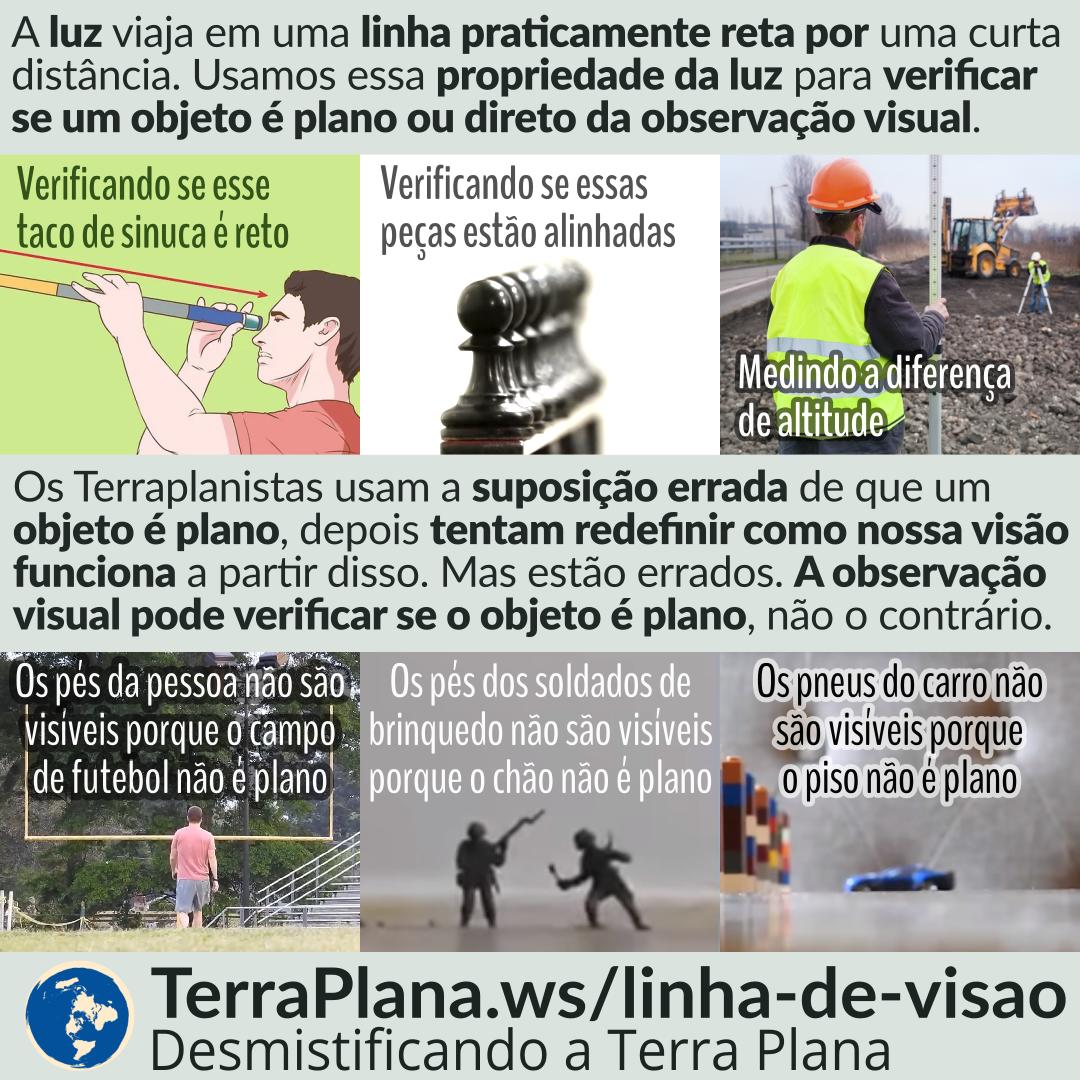 A luz viaja em uma linha praticamente reta por uma curta
distância. Usamos essa propriedade da luz para verificar
se um objeto é plano ou direto da observação visual.
Verificando se esse
taco de sinuca é reto
Verificando se essas
peças estão alinhadas
Medindo a diferença
de altitude
Os Terraplanistas usam a suposição errada de que um
objeto é plano, depois tentam redefinir como nossa visão
funciona a partir disso. Mas estão errados. A observação
visual pode verificar se o objeto é plano, não o contrário.
Os pés da pessoa não são
visíveis porque o campo
de futebol não é plano
Os pés dos soldados de
brinquedo não são visíveis
porque o chão não é plano
Os pneus do carro não
são visíveis porque
o piso não é plano
TerraPlana.ws/linha-de-visao
Desmistificando a Terra Plana